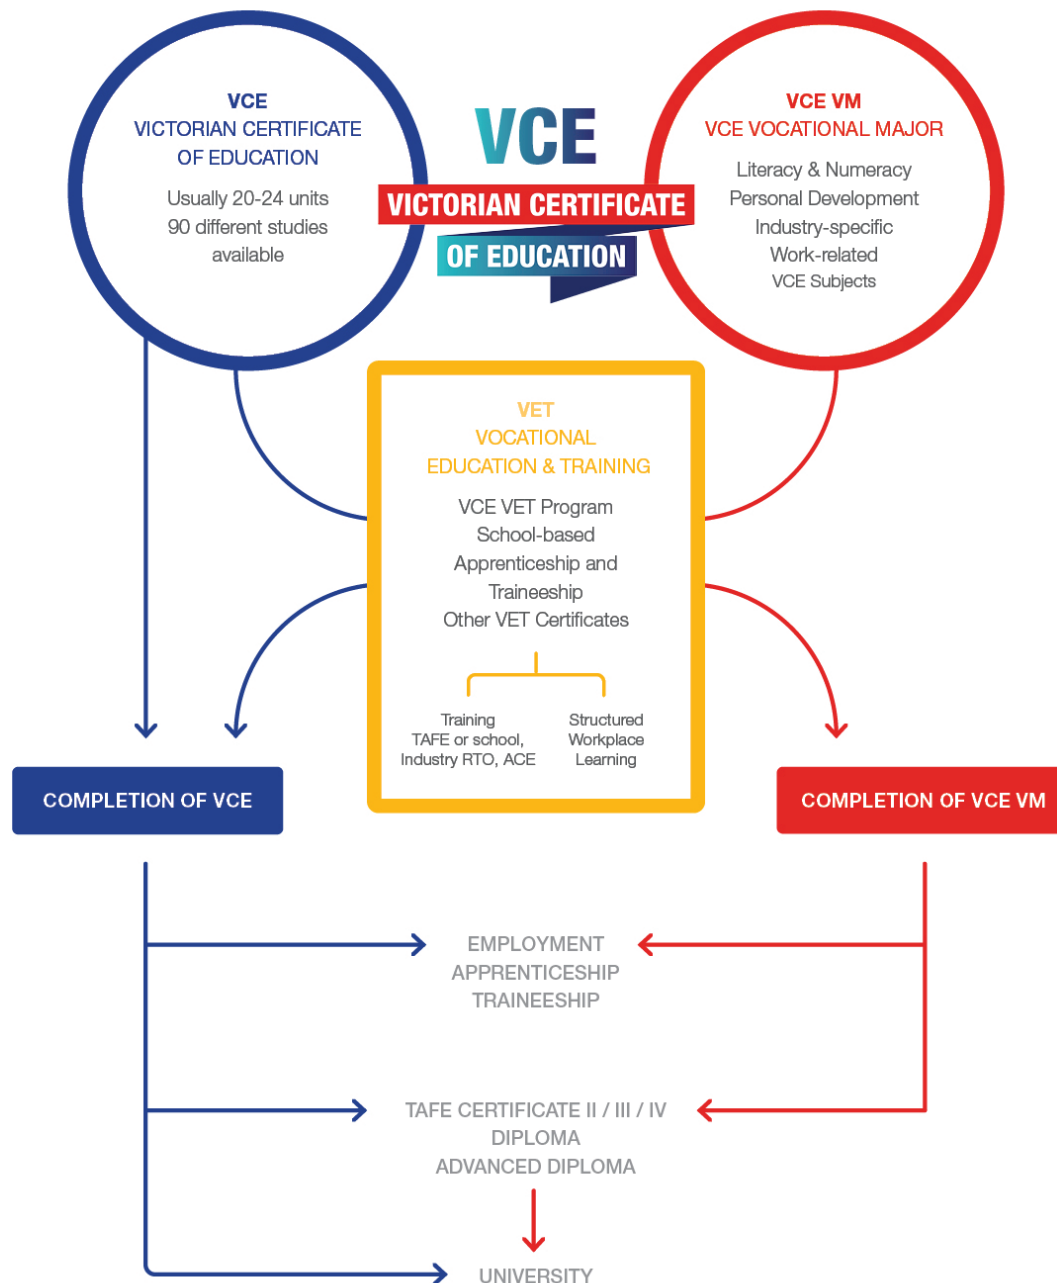 VCE
VICTORIAN CERTIFICATE
OF EDUCATION
Usually 20-24 units
90 different studies
available
VCE
VICTORIAN CERTIFICATE
OF EDUCATION
VCE VM
VCE VOCATIONAL MAJOR
Literacy & Numeracy
Personal Development
Industry-specific
Work-related
VCE Subjects
VET
VOCATIONAL
EDUCATION & TRAINING
VCE VET Program
School-based
Apprenticeship and
Traineeship
Other VET Certificates
Training
TAFE or school,
Industry RTO, ACE
Structured
Workplace
Learning
COMPLETION OF VCE
COMPLETION OF VCE VM
EMPLOYMENT
APPRENTICESHIP
TRAINEESHIP
TAFE CERTIFICATE II / III / IV
DIPLOMA
ADVANCED DIPLOMA
UNIVERSITY